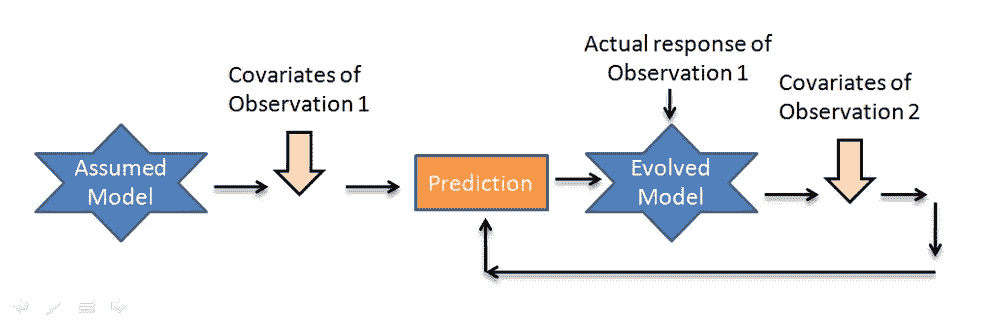 Covariates of
Observation 1
Actual response of
Observation 1
Covariates of
Observation 2
Assumed
Model
Prediction
Evolved
Model